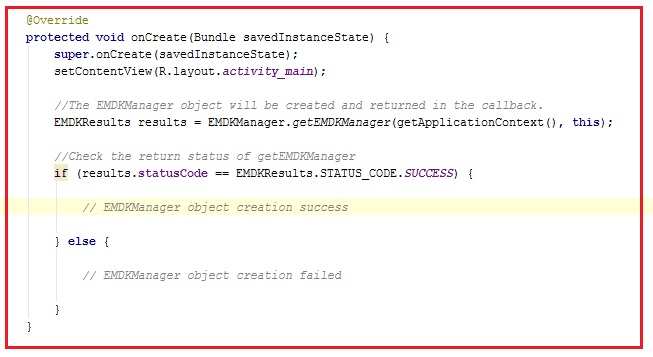 @Override
protected void onCreate(Bundle savedInstanceState) {
super.onCreate(savedInstanceState);
setContentView(R.layout.activity_main);
//The EMDKManager object will be created and returned in the callback.
EMDKResults results = EMDKManager.getEMDKManager(getApplicationContext(), this);
//Check the return status of getEMDKManager
if (results.statusCode == EMDKResults.STATUS_CODE.SUCCESS) {
// EMDKManager object creation success
} else {
// EMDKManager object creation failed
}
}